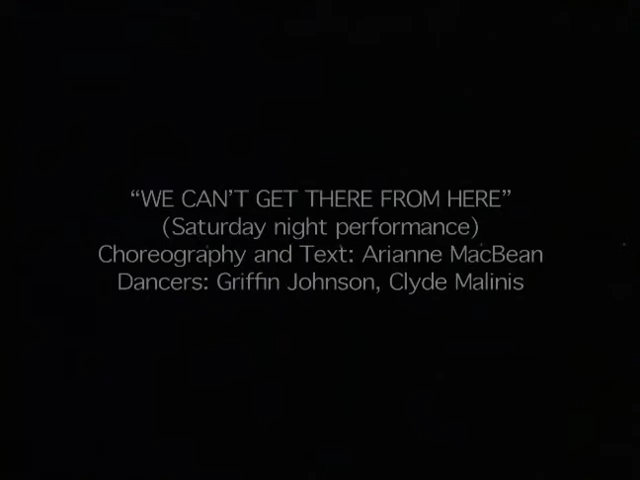 “WE CAN’T GET THERE FROM HERE”
(Saturday night performance)
Choreography and Text: Arianne MacBean
Dancers: Griffin Johnson, Clyde Malinis